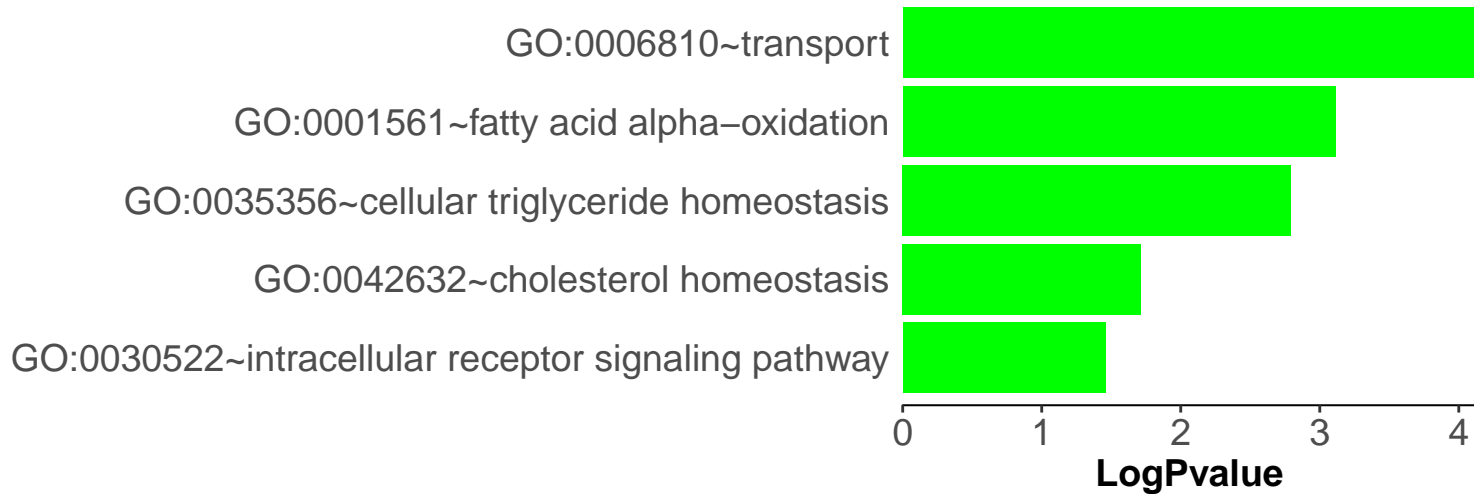 GO:0006810~transport
GO:0001561~fatty acid alpha−oxidation
GO:0035356~cellular triglyceride homeostasis
GO:0042632~cholesterol homeostasis
GO:0030522~intracellular receptor signaling pathway
0 1 2 3 4
LogPvalue